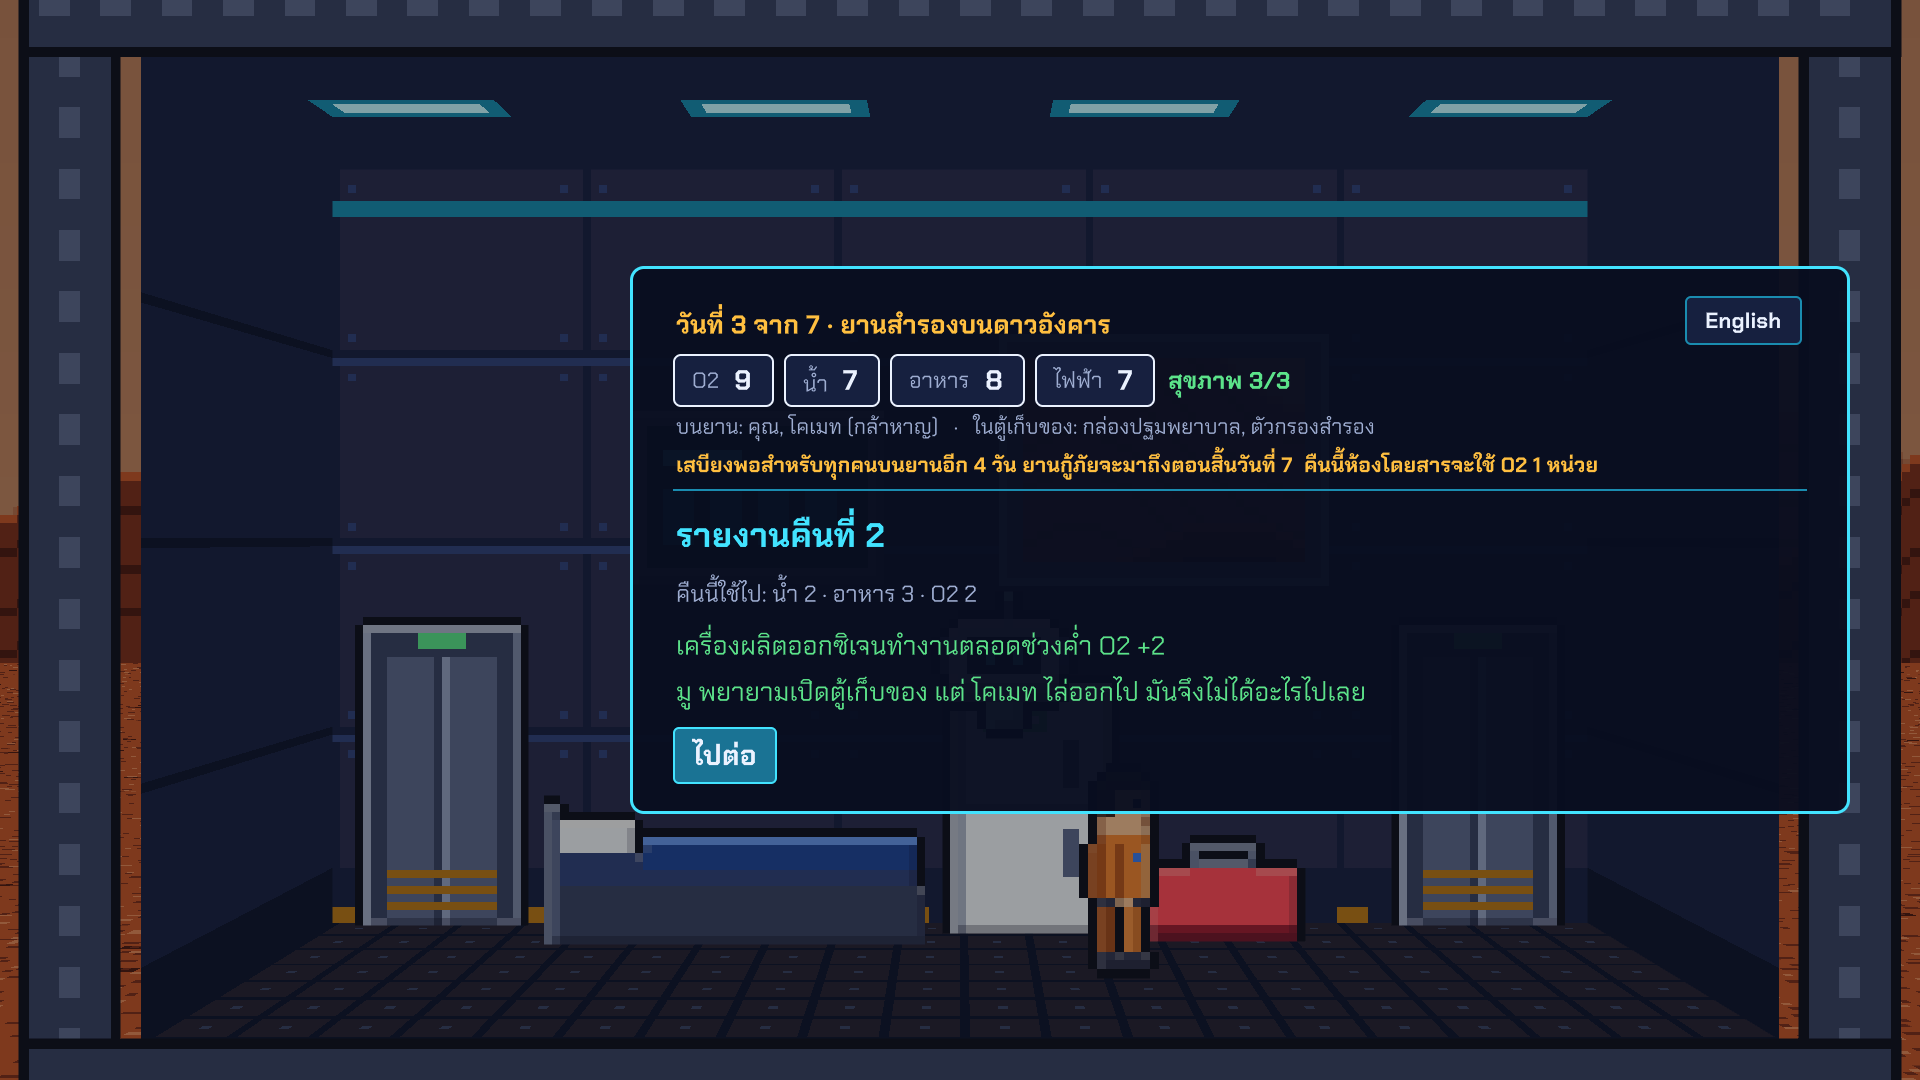 วันที่ 3 จาก 7 · ยานสำรองบนดาวอังคาร
English
O2 9 น้ำ 7 อาหาร 8 ไฟฟ้า 7 สุขภาพ 3/3
บนยาน: คุณ, โคเมท (กล้าหาญ) · ในตู้เก็บของ: กล่องปฐมพยาบาล, ตัวกรองสำรอง
เสบียงพอสำหรับทุกคนบนยานอีก 4 วัน ยานกู้ภัยจะมาถึงตอนสิ้นวันที่ 7 คืนนี้ห้องโดยสารจะใช้ O2 1 หน่วย
รายงานคืนที่ 2
คืนนี้ใช้ไป: น้ำ 2 · อาหาร 3 · O2 2
เครื่องผลิตออกซิเจนทำงานตลอดช่วงค่ำ O2 +2
มู พยายามเปิดตู้เก็บของ แต่ โคเมท ไล่ออกไป มันจึงไม่ได้อะไรไปเลย
ไปต่อ